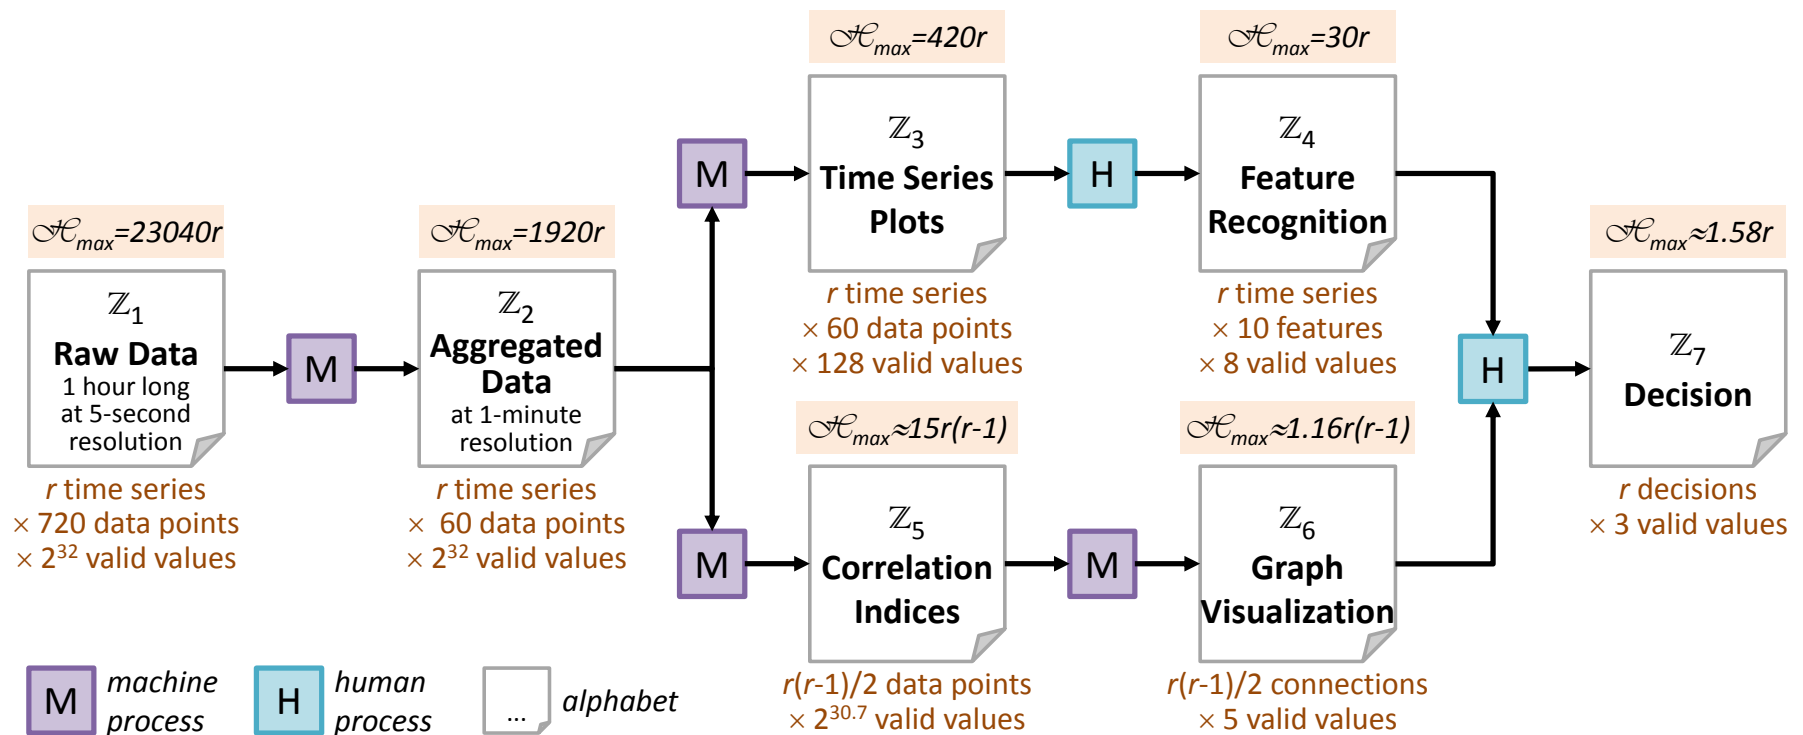 ℋmax=23040r
ℤ1
Raw Data
1 hour long
at 5-second
resolution
r time series
× 720 data points
× 2^32 valid values
M
ℋmax=1920r
ℤ2
Aggregated
Data
at 1-minute
resolution
r time series
× 60 data points
× 2^32 valid values
M
ℋmax=420r
ℤ3
Time Series
Plots
r time series
× 60 data points
× 128 valid values
H
ℋmax=30r
ℤ4
Feature
Recognition
r time series
× 10 features
× 8 valid values
M
ℋmax≈15r(r-1)
ℤ5
Correlation
Indices
r(r-1)/2 data points
× 2^30.7 valid values
M
ℋmax≈1.16r(r-1)
ℤ6
Graph
Visualization
r(r-1)/2 connections
× 5 valid values
H
ℋmax≈1.58r
ℤ7
Decision
r decisions
× 3 valid values
M
machine
process
H
human
process
...
alphabet